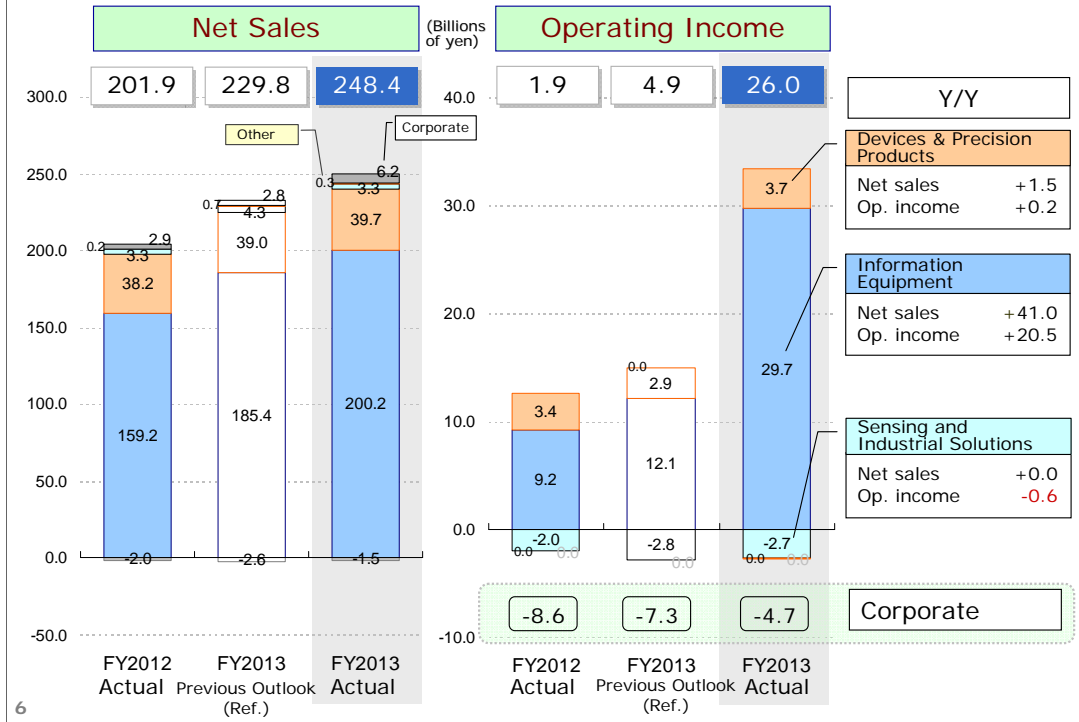 Net Sales
(Billions
of yen)
Operating Income
201.9
229.8
248.4
1.9
4.9
26.0
Y/Y
300.0
250.0
200.0
150.0
100.0
50.0
0.0
-50.0
Other
Corporate
0.2
2.9
3.3
38.2
159.2
-2.0
0.7
2.8
4.3
39.0
185.4
-2.6
0.3
6.2
3.3
39.7
200.2
-1.5
FY2012
Actual
FY2013
Previous Outlook
(Ref.)
FY2013
Actual
40.0
30.0
20.0
10.0
0.0
-10.0
3.4
9.2
-2.0
0.0
0.0
0.0
2.9
12.1
-2.8
0.0
3.7
29.7
-2.7
0.0
0.0
Devices & Precision
Products
Net sales +1.5
Op. income +0.2
Information
Equipment
Net sales +41.0
Op. income +20.5
Sensing and
Industrial Solutions
Net sales +0.0
Op. income -0.6
-8.6
-7.3
-4.7
Corporate
FY2012
Actual
FY2013
Previous Outlook
(Ref.)
FY2013
Actual
6